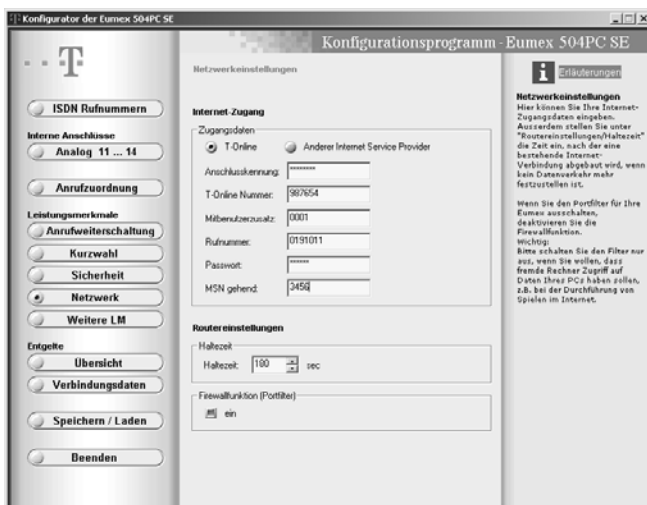 Konfigurator der Eumex 504PC SE
Konfigurationsprogramm - Eumex 504PC SE
T
ISDN Rufnummern
Interne Anschlüsse
Analog 11 ... 14
Anrufzuordnung
Leistungsmerkmale
Anrufweiterschaltung
Kurzwahl
Sicherheit
Netzwerk
Weitere LM
Entgelte
Übersicht
Verbindungsdaten
Speichern / Laden
Beenden
Netzwerkeinstellungen
Internet-Zugang
Zugangsdaten
T-Online
Anderer Internet Service Provider
Anschlusskennung: ********
T-Online Nummer: 987654
Mitbenutzerzusatz: 0001
Rufnummer: 0191011
Passwort: ******
MSN gehend: 3456
Routereinstellungen
Haltezeit
Haltezeit: 180 sec
Firewallfunktion (Portfilter)
ein
i Erläuterungen
Netzwerkeinstellungen
Hier können Sie Ihre Internet-
Zugangsdaten eingeben.
Ausserdem stellen Sie unter
"Routereinstellungen/Haltezeit"
die Zeit ein, nach der eine
bestehende Internet-
Verbindung abgebaut wird, wenn
kein Datenverkehr mehr
festzustellen ist.
Wenn Sie den Portfilter für Ihre
Eumex ausschalten,
deaktivieren Sie die
Firewallfunktion.
Wichtig:
Bitte schalten Sie den Filter nur
aus, wenn Sie wollen, dass
fremde Rechner Zugriff auf
Daten Ihres PCs haben sollen,
z.B. bei der Durchführung von
Spielen im Internet.